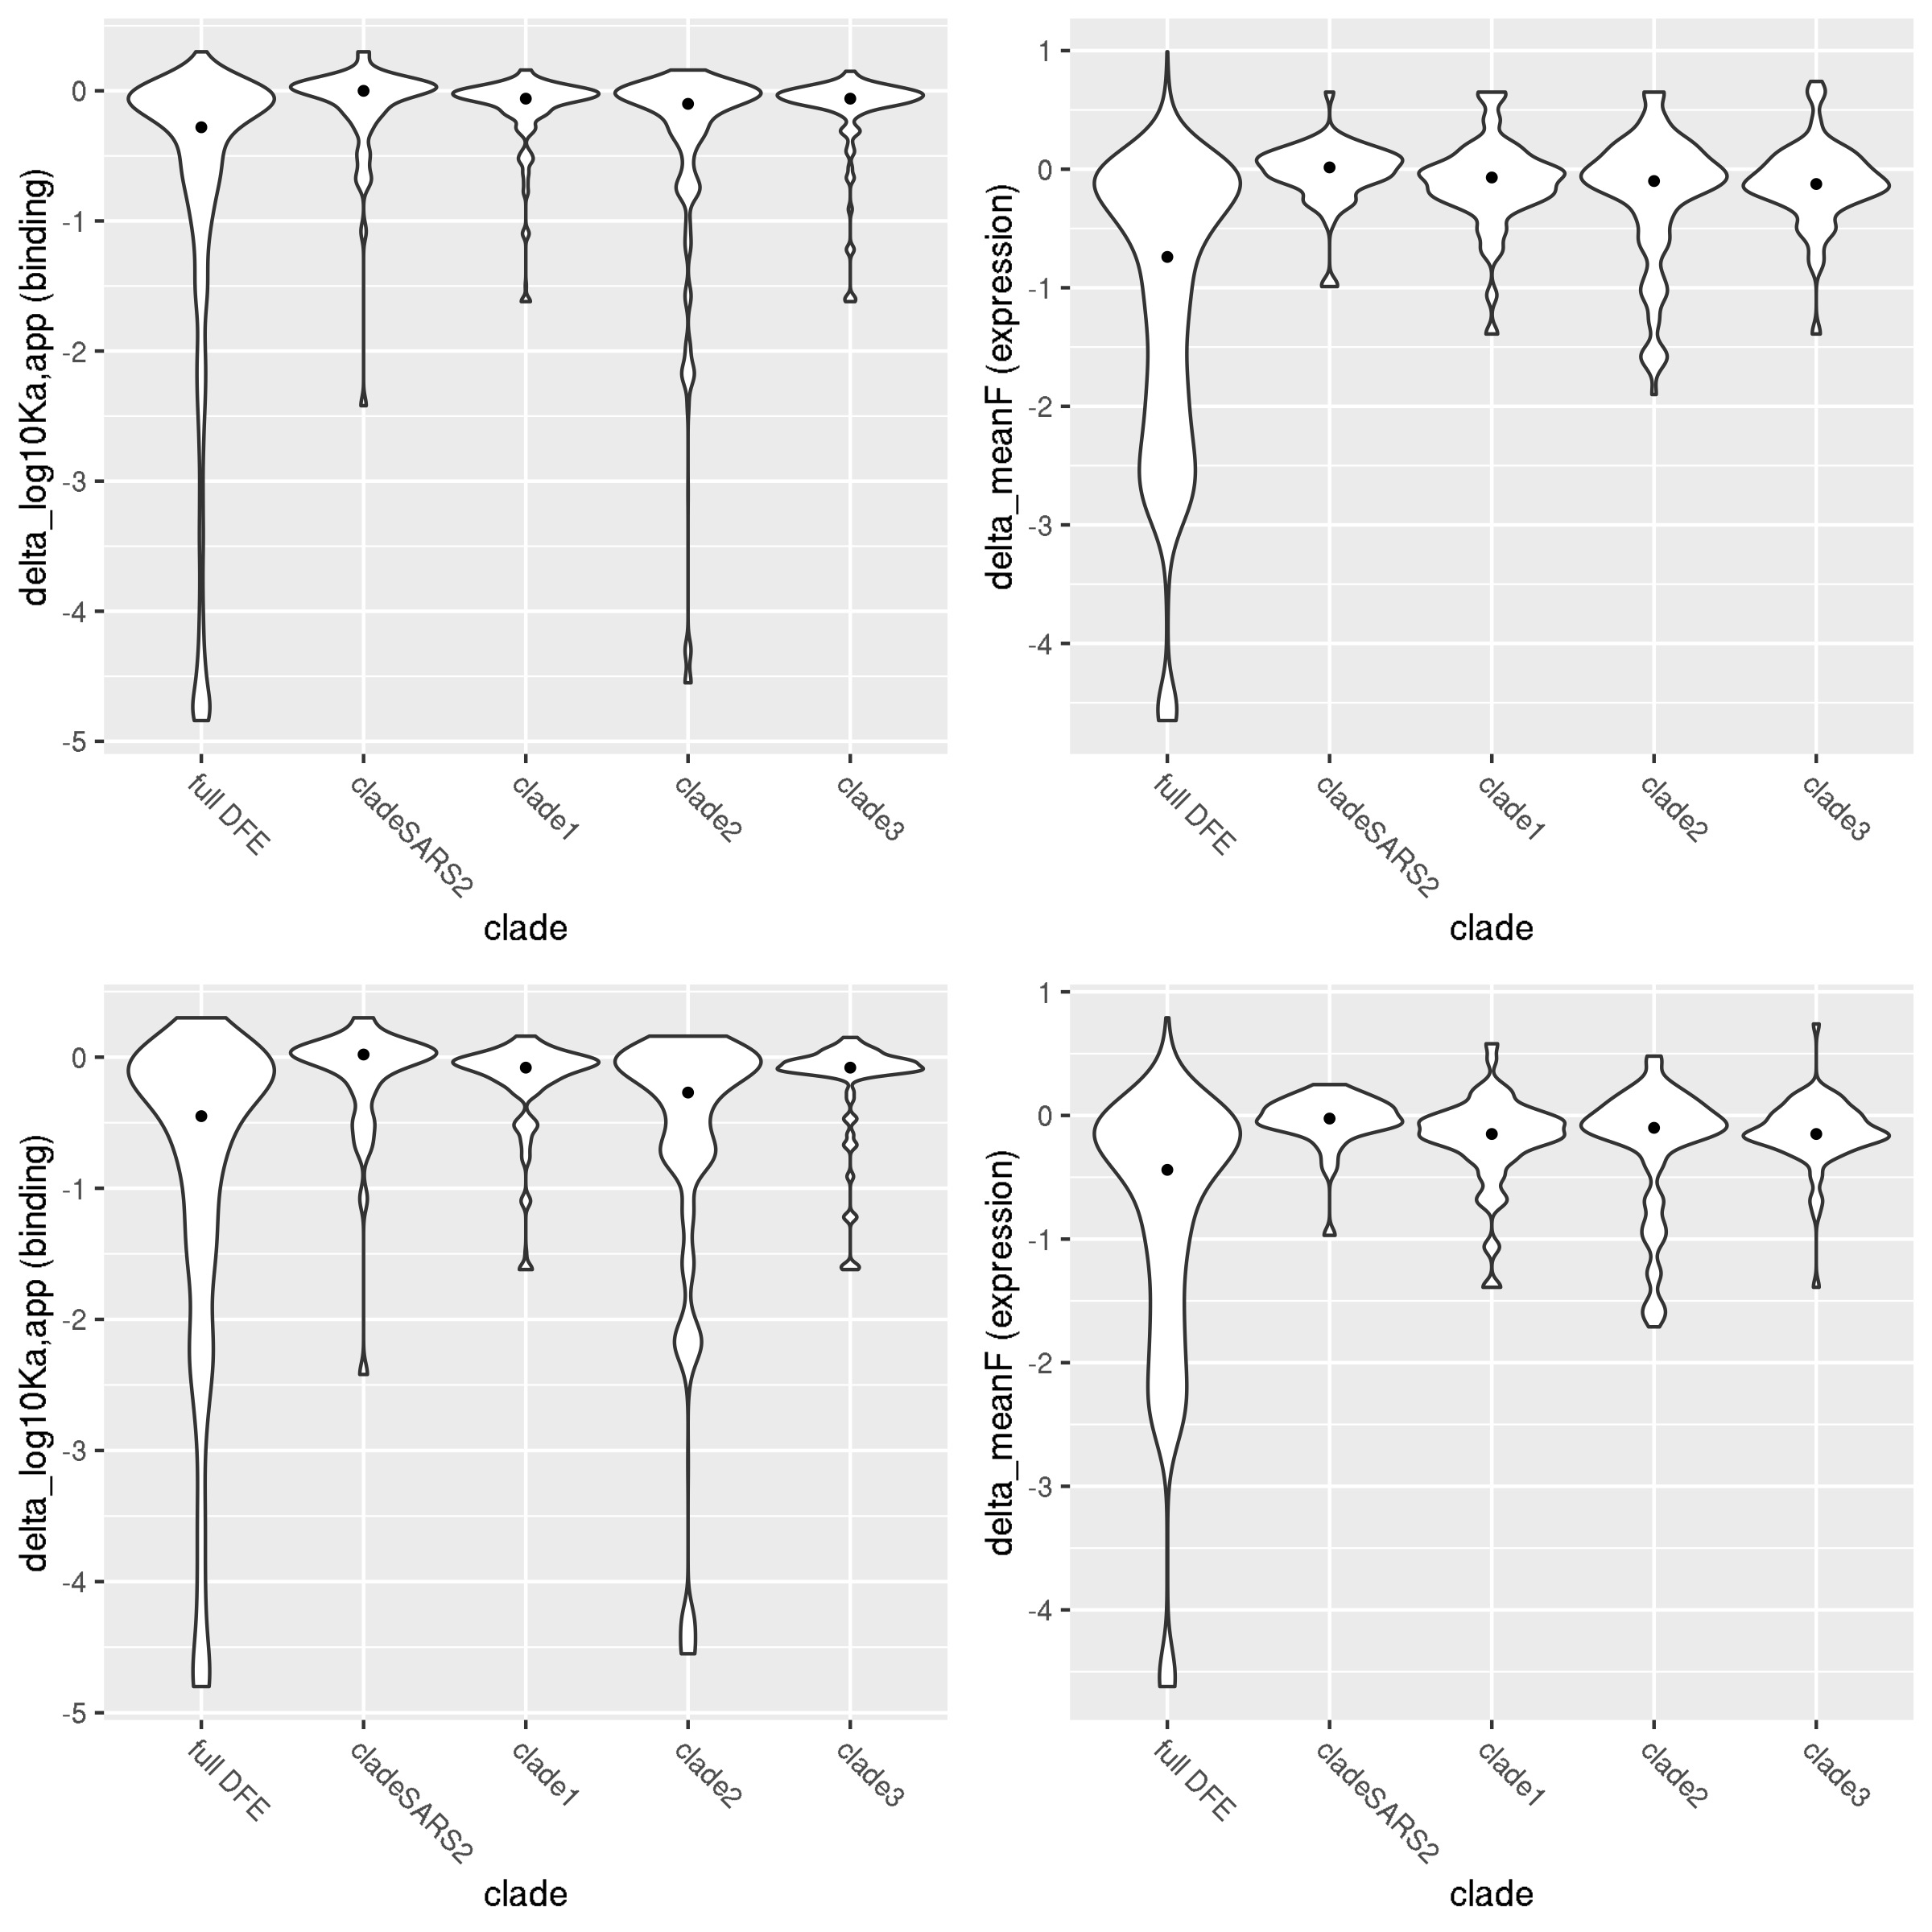 delta_log10Ka,app (binding)
0
-1
-2
-3
-4
-5
full DFE
cladeSARS2
clade1
clade2
clade3
clade
delta_meanF (expression)
1
0
-1
-2
-3
-4
full DFE
cladeSARS2
clade1
clade2
clade3
clade
delta_log10Ka,app (binding)
0
-1
-2
-3
-4
-5
full DFE
cladeSARS2
clade1
clade2
clade3
clade
delta_meanF (expression)
1
0
-1
-2
-3
-4
full DFE
cladeSARS2
clade1
clade2
clade3
clade